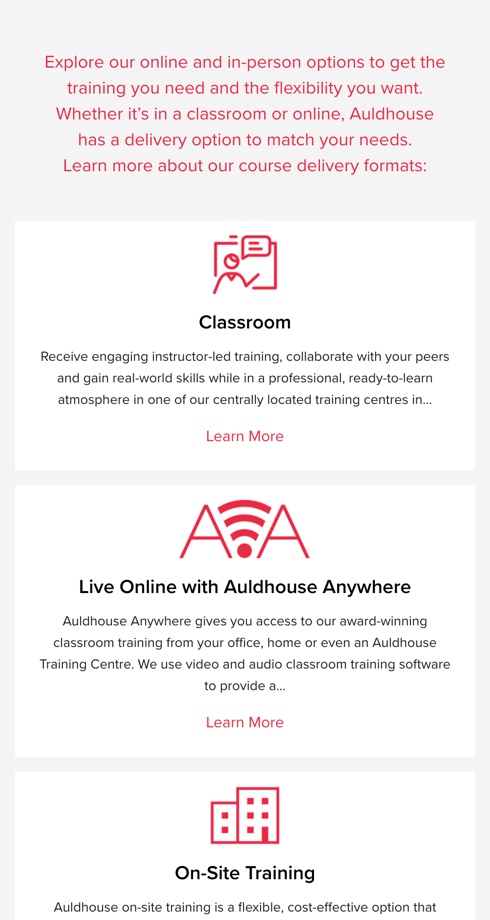 Explore our online and in-person options to get the
training you need and the flexibility you want.
Whether it’s in a classroom or online, Auldhouse
has a delivery option to match your needs.
Learn more about our course delivery formats:
Classroom
Receive engaging instructor-led training, collaborate with your peers
and gain real-world skills while in a professional, ready-to-learn
atmosphere in one of our centrally located training centres in...
Learn More
AA
Live Online with Auldhouse Anywhere
Auldhouse Anywhere gives you access to our award-winning
classroom training from your office, home or even an Auldhouse
Training Centre. We use video and audio classroom training software
to provide a...
Learn More
On-Site Training
Auldhouse on-site training is a flexible, cost-effective option that